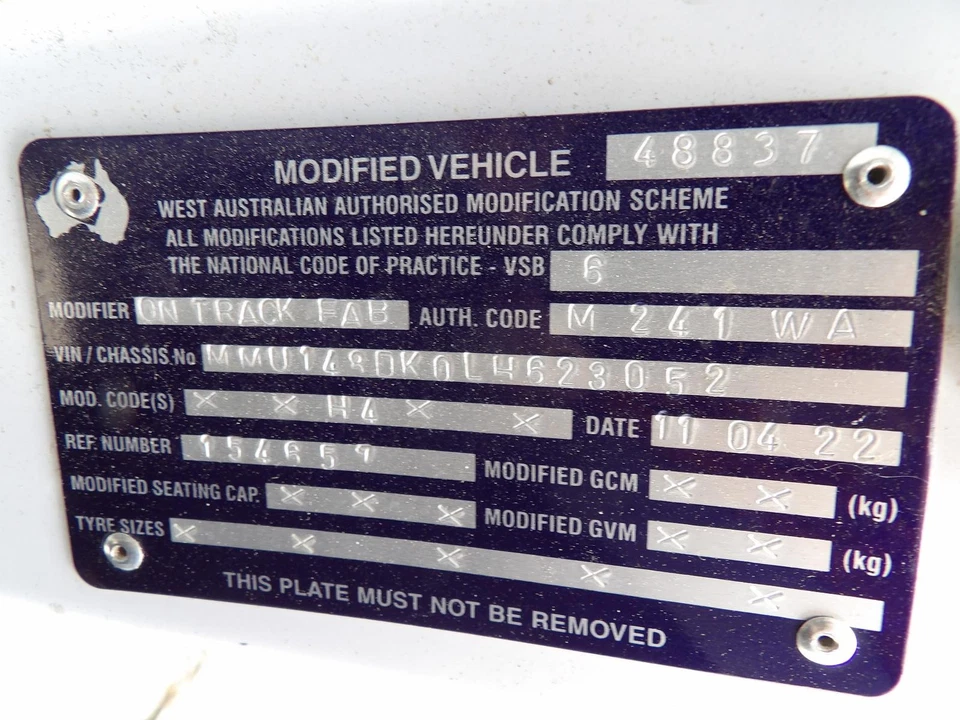 MODIFIED VEHICLE 48837
WEST AUSTRALIAN AUTHORISED MODIFICATION SCHEME
ALL MODIFICATIONS LISTED HEREUNDER COMPLY WITH
THE NATIONAL CODE OF PRACTICE - VSB 6
MODIFIER ON TRACK FAB AUTH. CODE M 241 WA
VIN / CHASSIS No MMU148DK0LH623052
MOD. CODE(S) X X H4 X X DATE 11 04 22
REF. NUMBER 154651
MODIFIED GCM X X (kg)
MODIFIED SEATING CAP. X X X
MODIFIED GVM X X (kg)
TYRE SIZES X X X X X
THIS PLATE MUST NOT BE REMOVED